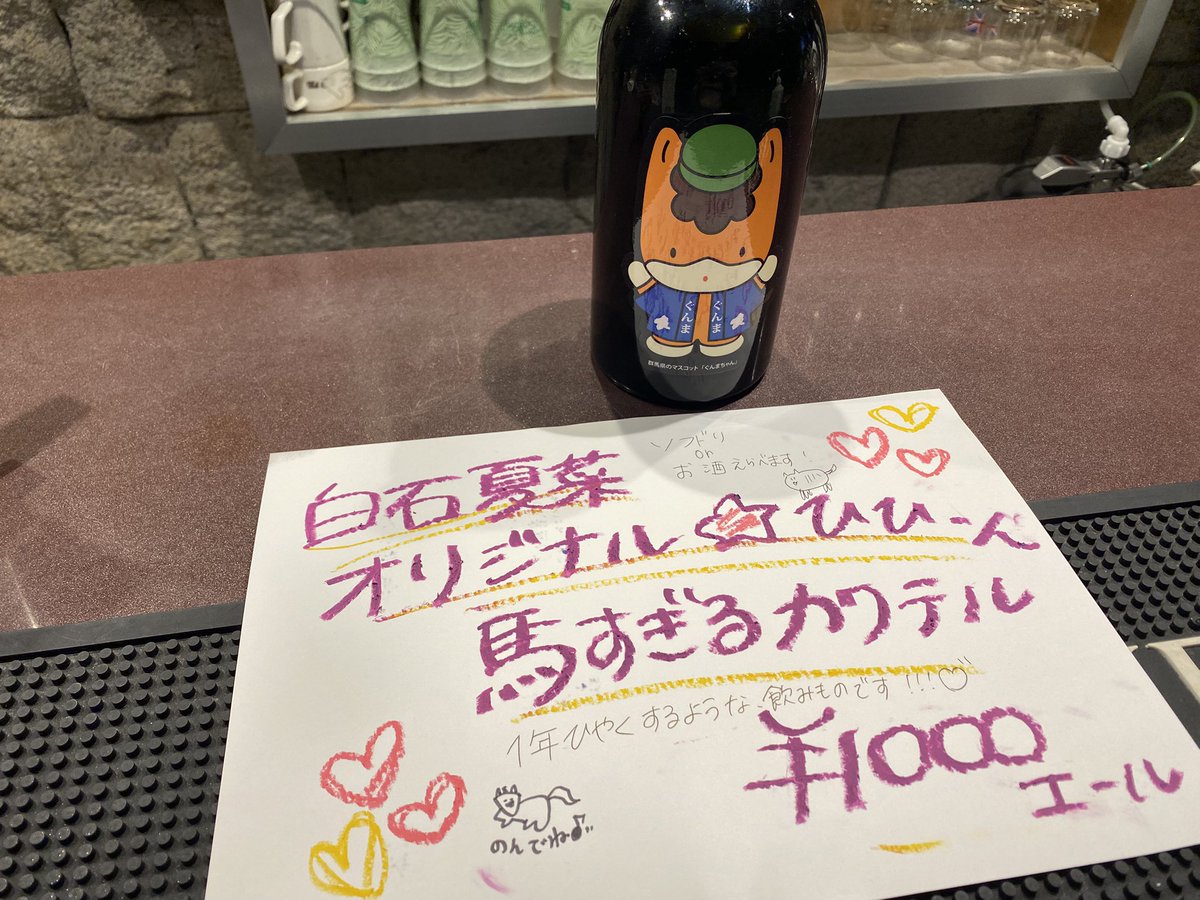 ぐんま
ぐんま
群馬県のマスコット「ぐんまちゃん」
ソフドリ
or
お酒えらべます!
白石夏菜
オリジナル☆ひひーん
馬すぎるカクテル
1年ひやくするような、飲みものです!!!♡
¥1000
エール
のんでね♪